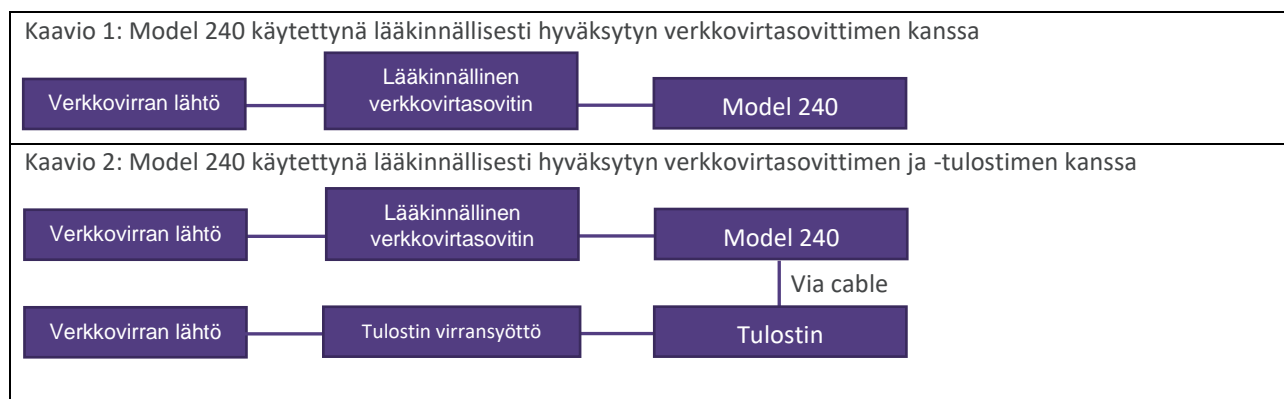 Kaavio 1: Model 240 käytettynä lääkinnällisesti hyväksytyn verkkovirtasovittimen kanssa
Verkkovirran lähtö
Lääkinnällinen
verkkovirtasovitin
Model 240
Kaavio 2: Model 240 käytettynä lääkinnällisesti hyväksytyn verkkovirtasovittimen ja -tulostimen kanssa
Verkkovirran lähtö
Lääkinnällinen
verkkovirtasovitin
Model 240
Via cable
Verkkovirran lähtö
Tulostin virransyöttö
Tulostin